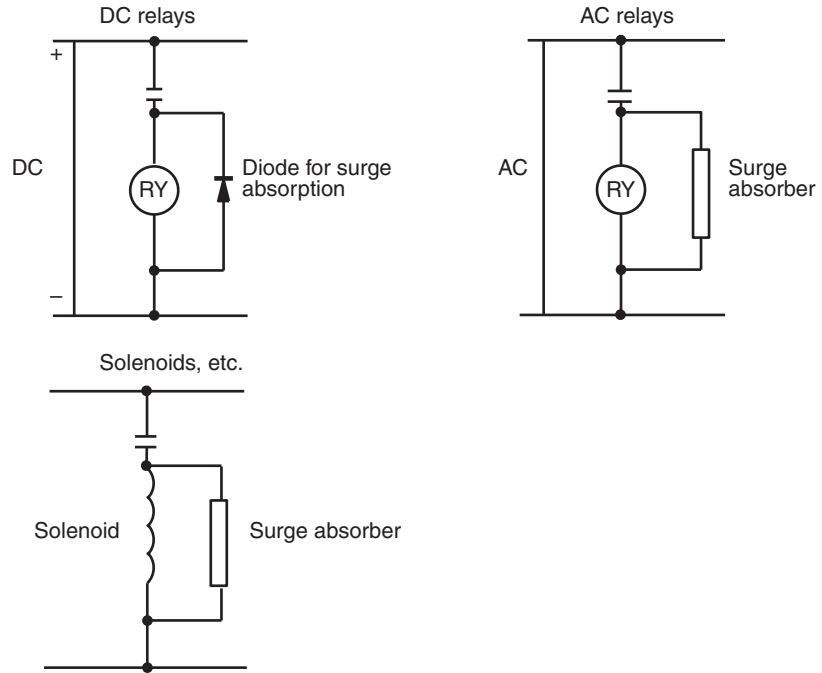 DC relays
+
DC
RY
Diode for surge
absorption
–
AC relays
AC
RY
Surge
absorber
Solenoids, etc.
Solenoid
Surge absorber